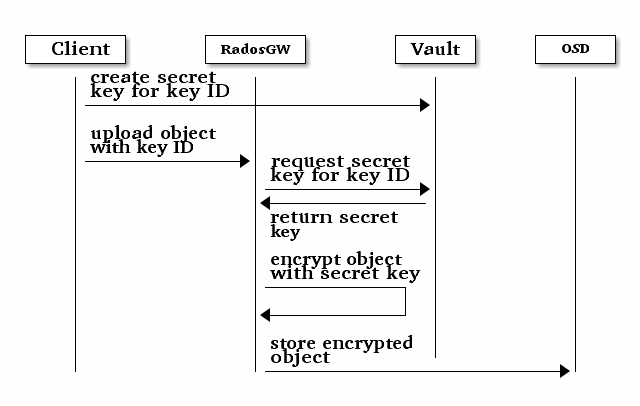 Client
RadosGW
Vault
OSD
create secret
key for key ID
upload object
with key ID
request secret
key for key ID
return secret
key
encrypt object
with secret key
store encrypted
object